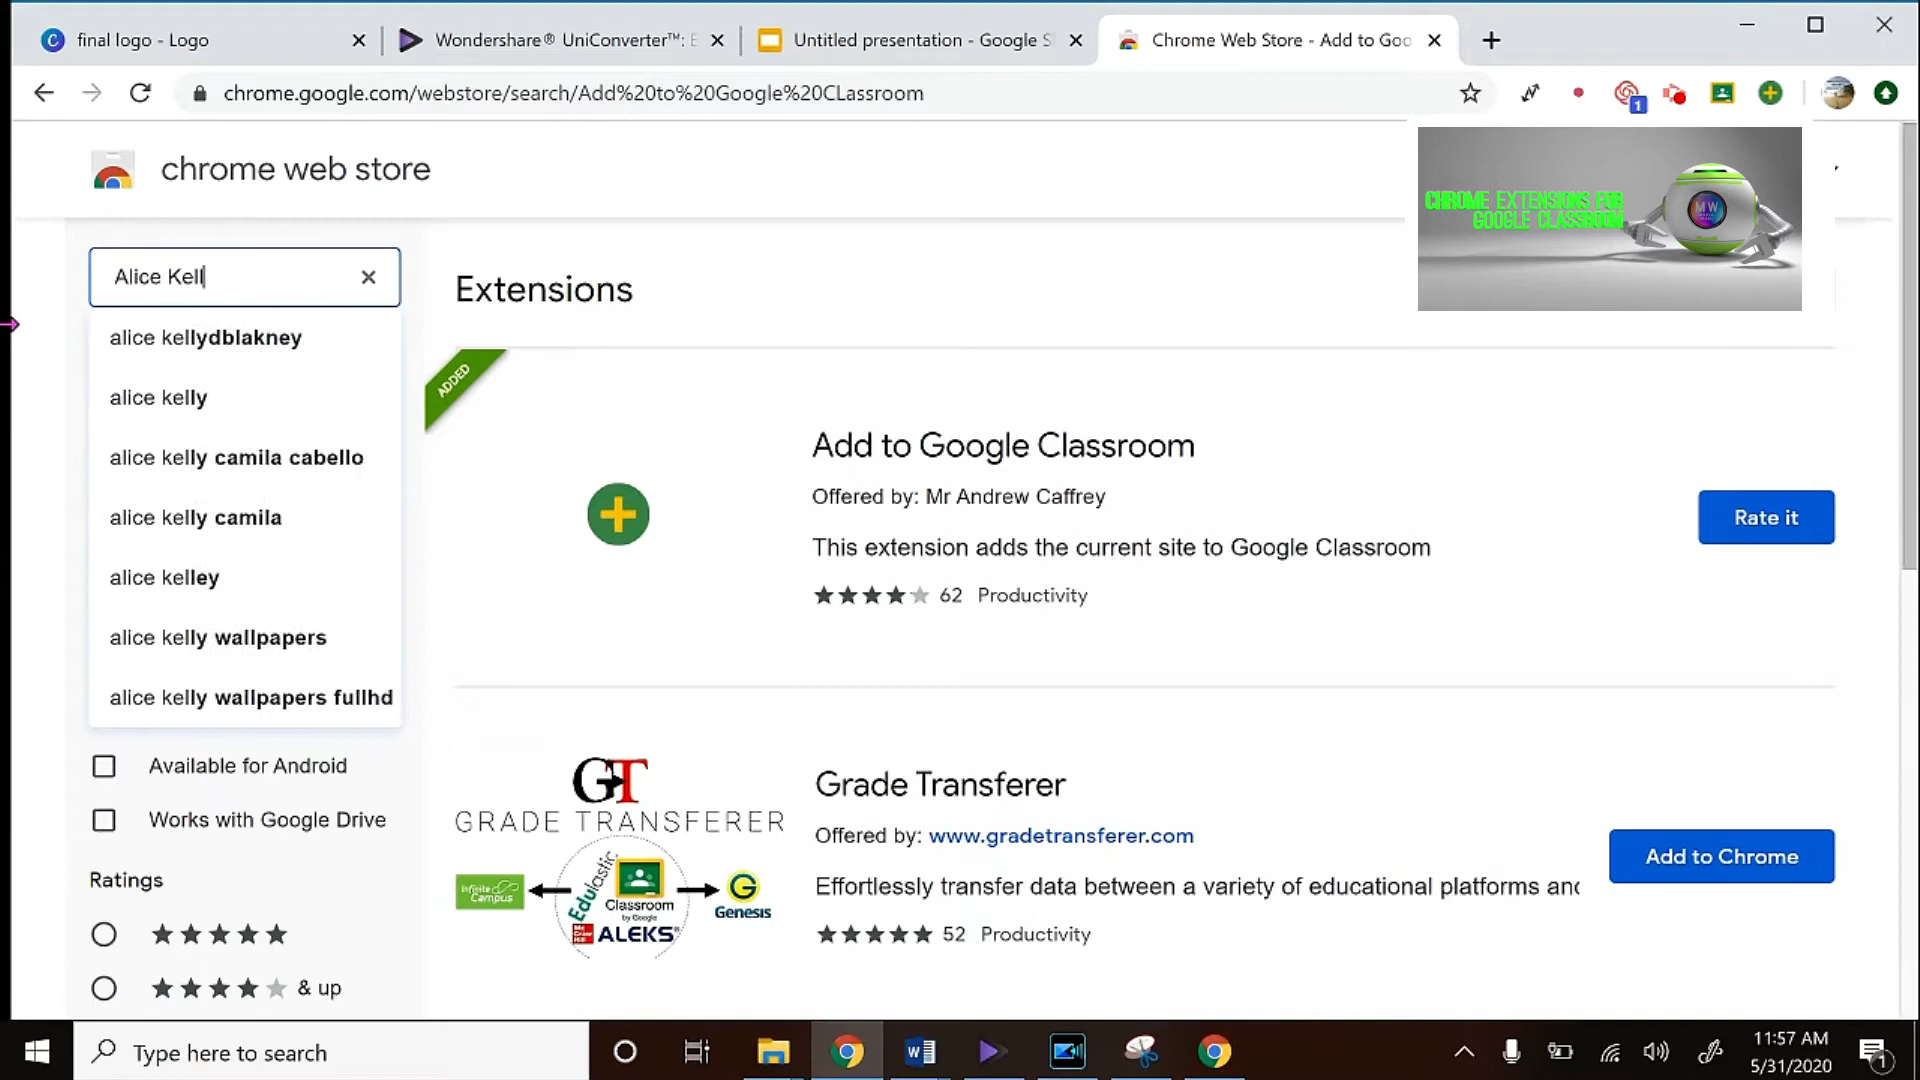 final logo - Logo
Wondershare® UniConverter™: E
Untitled presentation - Google S
Chrome Web Store - Add to Goo
chrome.google.com/webstore/search/Add%20to%20Google%20CLassroom
1
chrome web store
CHROME EXTENSIONS FOR
GOOGLE CLASSROOM
MW
Alice Kell
alice kellydblakney
alice kelly
alice kelly camila cabello
alice kelly camila
alice kelley
alice kelly wallpapers
alice kelly wallpapers fullhd
Available for Android
Works with Google Drive
Ratings
& up
Extensions
ADDED
Add to Google Classroom
Offered by: Mr Andrew Caffrey
This extension adds the current site to Google Classroom
62 Productivity
Rate it
GT
GRADE TRANSFERER
Infinite
Campus
Edulastic
Classroom
by Google
Genesis
ALEKS
Grade Transferer
Offered by: www.gradetransferer.com
Effortlessly transfer data between a variety of educational platforms and
52 Productivity
Add to Chrome
Type here to search
11:57 AM
5/31/2020
1